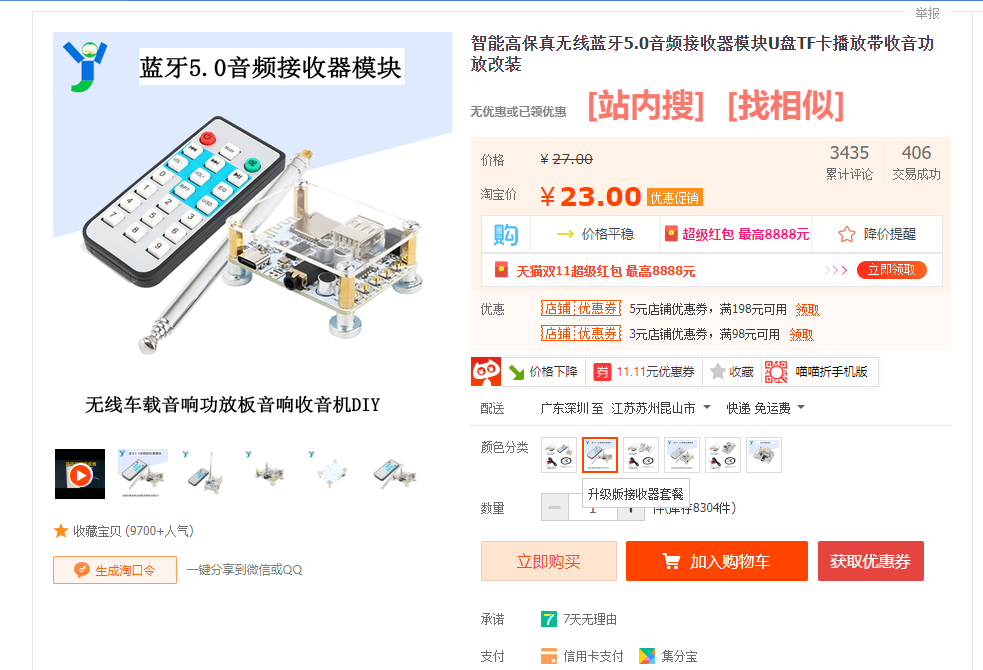 举报
蓝牙5.0音频接收器模块
无线车载音响功放板音响收音机DIY
收藏宝贝 (9700+人气)
生成淘口令 一键分享到微信或QQ
智能高保真无线蓝牙5.0音频接收器模块U盘TF卡播放带收音功
放改装
无优惠或已领优惠 [站内搜] [找相似]
价格 ¥ 27.00
3435 406
累计评论 交易成功
淘宝价 ¥ 23.00 优惠促销
购 价格平稳 超级红包 最高8888元 降价提醒
天猫双11超级红包 最高8888元 立即领取
优惠 店铺 优惠券 5元店铺优惠券，满198元可用 领取
店铺 优惠券 3元店铺优惠券，满98元可用 领取
价格下降 券 11.11元优惠券 收藏 喵喵折手机版
配送 广东深圳 至 江苏苏州昆山市 快递 免运费
颜色分类
升级版接收器套餐
数量 1 件(库存8304件)
立即购买 加入购物车 获取优惠券
承诺 7 7天无理由
支付 信用卡支付 集分宝